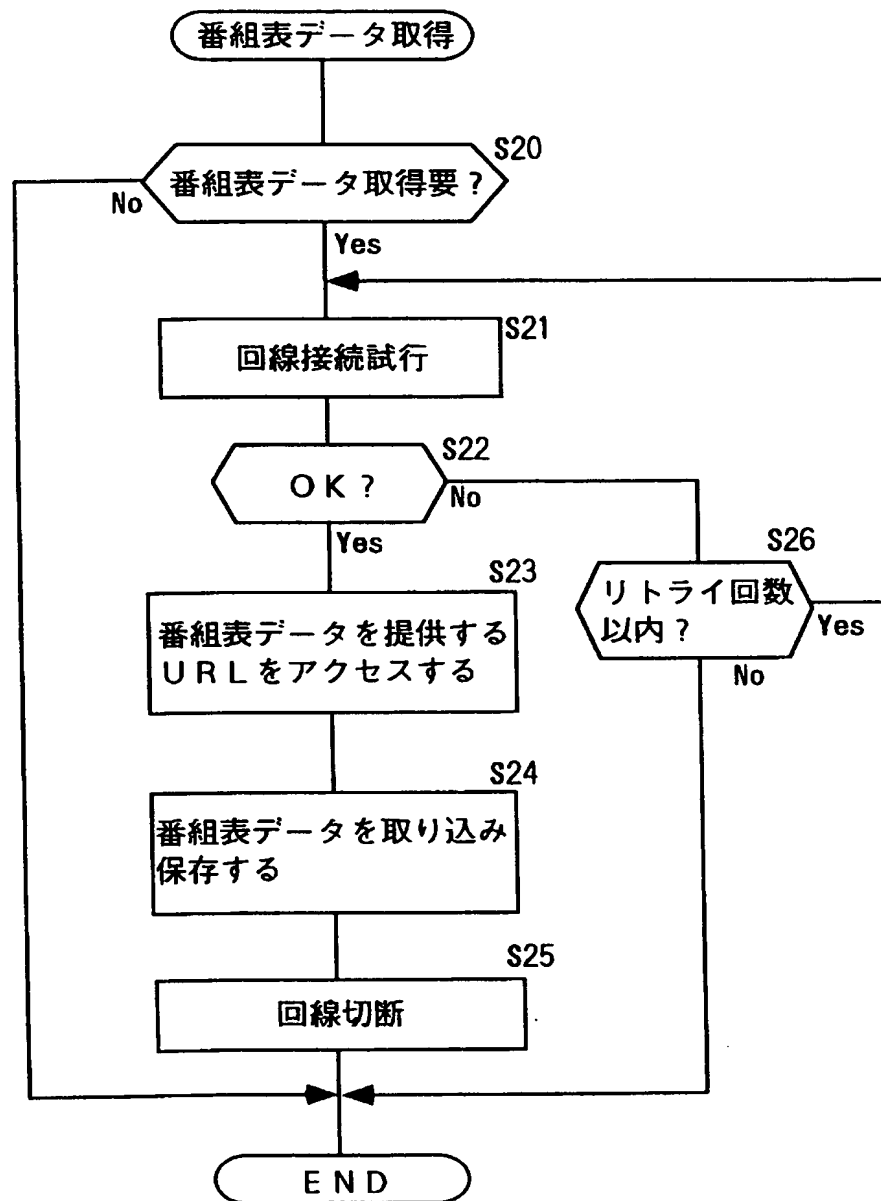 番組表データ取得
S20
番組表データ取得要?
No
Yes
S21
回線接続試行
S22
OK?
No
Yes
S23
番組表データを提供する
URLをアクセスする
S26
リトライ回数
以内?
Yes
No
S24
番組表データを取り込み
保存する
S25
回線切断
END